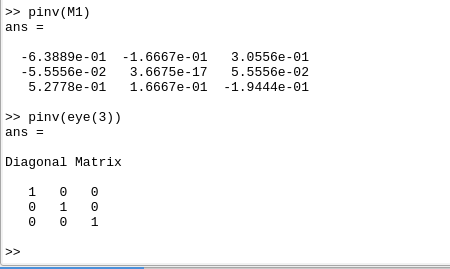 >> pinv(M1)
ans =
-6.3889e-01 -1.6667e-01 3.0556e-01
-5.5556e-02 3.6675e-17 5.5556e-02
5.2778e-01 1.6667e-01 -1.9444e-01
>> pinv(eye(3))
ans =
Diagonal Matrix
1 0 0
0 1 0
0 0 1
>>